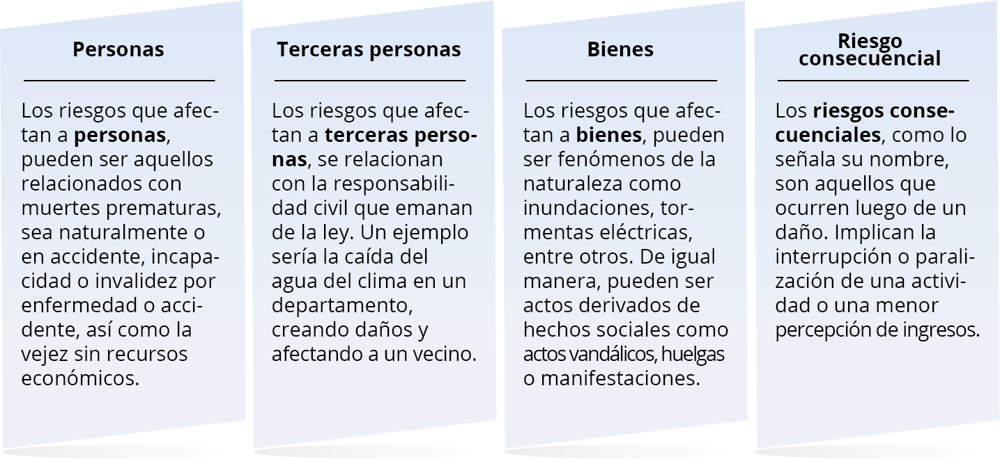 Personas
Los riesgos que afec-
tan a personas,
pueden ser aquellos
relacionados con
muertes prematuras,
sea naturalmente o
en accidente, incapa-
cidad o invalidez por
enfermedad o acci-
dente, así como la
vejez sin recursos
económicos.
Terceras personas
Los riesgos que afec-
tan a terceras perso-
nas, se relacionan
con la responsabili-
dad civil que emanan
de la ley. Un ejemplo
sería la caída del
agua del clima en un
departamento,
creando daños y
afectando a un vecino.
Bienes
Los riesgos que afec-
tan a bienes, pueden
ser fenómenos de la
naturaleza como
inundaciones, tor-
mentas eléctricas,
entre otros. De igual
manera, pueden ser
actos derivados de
hechos sociales como
actos vandálicos, huelgas
o manifestaciones.
Riesgo
consecuencial
Los riesgos conse-
cuenciales, como lo
señala su nombre,
son aquellos que
ocurren luego de un
daño. Implican la
interrupción o parali-
zación de una activi-
dad o una menor
percepción de ingresos.